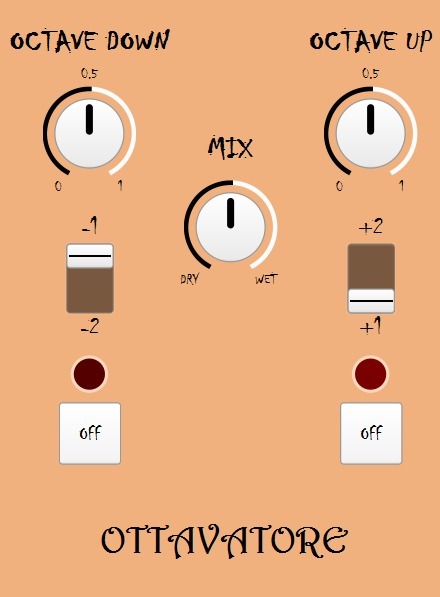 OCTAVE DOWN
OCTAVE UP
0.5
0.5
MIX
0
1
0
1
-1
+2
DRY
WET
-2
+1
Off
Off
OTTAVATORE